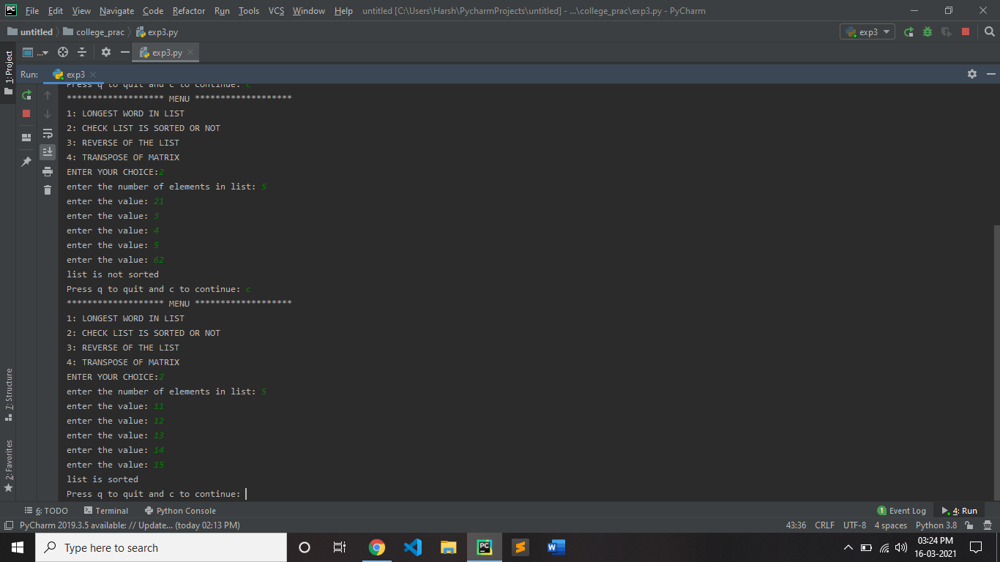 PC File Edit View Navigate Code Refactor Run Tools VCS Window Help untitled [C:\Users\Harsh\PycharmProjects\untitled] - ...\college_prac\exp3.py - PyCharm
untitled college_prac exp3.py exp3
1: Project ... exp3.py
Run: exp3
Press q to quit and c to continue: c
******************* MENU *******************
1: LONGEST WORD IN LIST
2: CHECK LIST IS SORTED OR NOT
3: REVERSE OF THE LIST
4: TRANSPOSE OF MATRIX
ENTER YOUR CHOICE:2
enter the number of elements in list: 5
enter the value: 21
enter the value: 3
enter the value: 4
enter the value: 5
enter the value: 62
list is not sorted
Press q to quit and c to continue: c
******************* MENU *******************
1: LONGEST WORD IN LIST
2: CHECK LIST IS SORTED OR NOT
3: REVERSE OF THE LIST
4: TRANSPOSE OF MATRIX
ENTER YOUR CHOICE:2
enter the number of elements in list: 5
enter the value: 11
enter the value: 12
enter the value: 13
enter the value: 14
enter the value: 15
list is sorted
Press q to quit and c to continue:
7: Structure
2: Favorites
6: TODO Terminal Python Console 1 Event Log 4: Run
PyCharm 2019.3.5 available: // Update... (today 02:13 PM) 43:36 CRLF UTF-8 4 spaces Python 3.8
Type here to search PC W 03:24 PM
16-03-2021